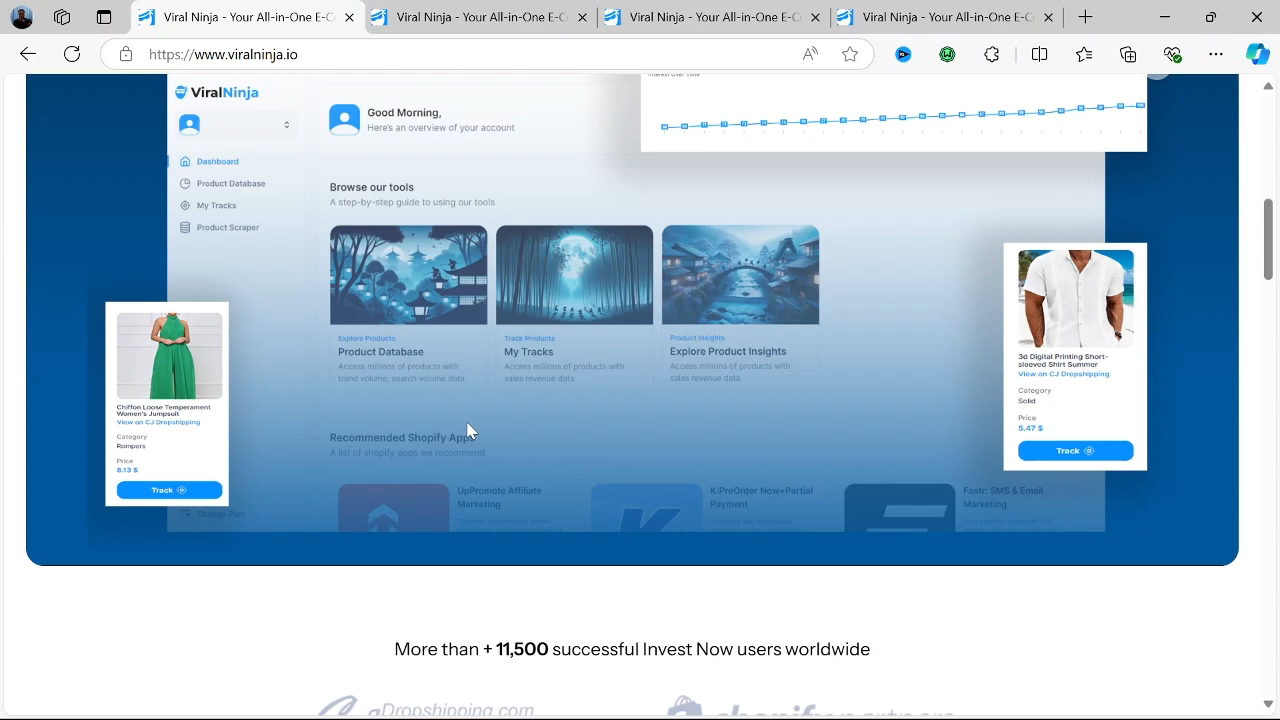 Viral Ninja - All-In-One E-C
Viral Ninja - All-One E-Com
Viral Ninja - All-In-One E-C
Viral Ninja - All-In-One E-C
https://www.viralninja.io
Interest Over Time
ViralNinja
Good Morning,
Here's an overview of your account
Dashboard
Product Database
My Tracks
Product Scraper
Browse our tools
A step-by-step guide to using our tools
Explore Products
Product Database
Access millions of products with
trend volume, search volume data
Track Products
My Tracks
Access millions of products with
sales revenue data
Product Insights
Explore Product Insights
Access millions of products with
sales revenue data
Chiffon Loose Temperament
Women's Jumpsuit
View on CJ Dropshipping
Category
Rompers
Price
8.13 $
Track
3d Digital Printing Short-
sleeved Shirt Summer
View on CJ Dropshipping
Category
Solid
Price
5.47 $
Track
Recommended Shopify Apps
A list of shopify apps we recommend
UpPromote Affiliate
Marketing
K:PreOrder Now+Partial
Payment
Fastr: SMS & Email
Marketing
Change Plan
More than + 11,500 successful Invest Now users worldwide
Dropshipping.com
shopify partners